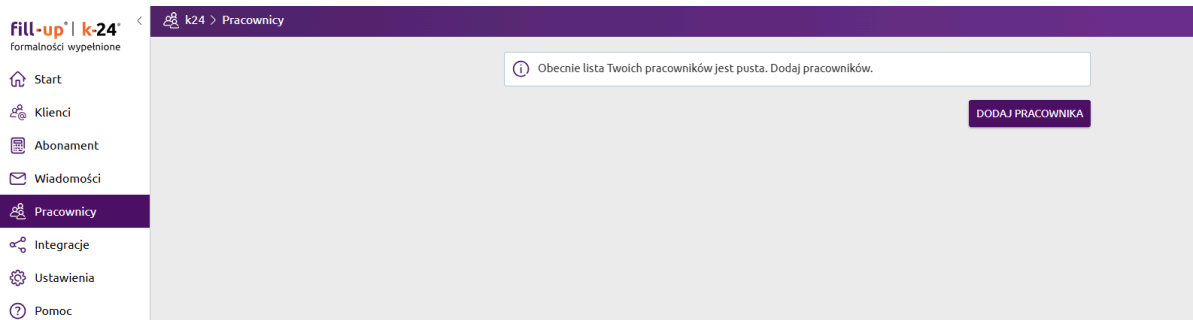 fill-up® | k-24®
formalności wypełnione
k24 > Pracownicy
Start
Klienci
Abonament
Wiadomości
Pracownicy
Integracje
Ustawienia
Pomoc
Obecnie lista Twoich pracowników jest pusta. Dodaj pracowników.
DODAJ PRACOWNIKA